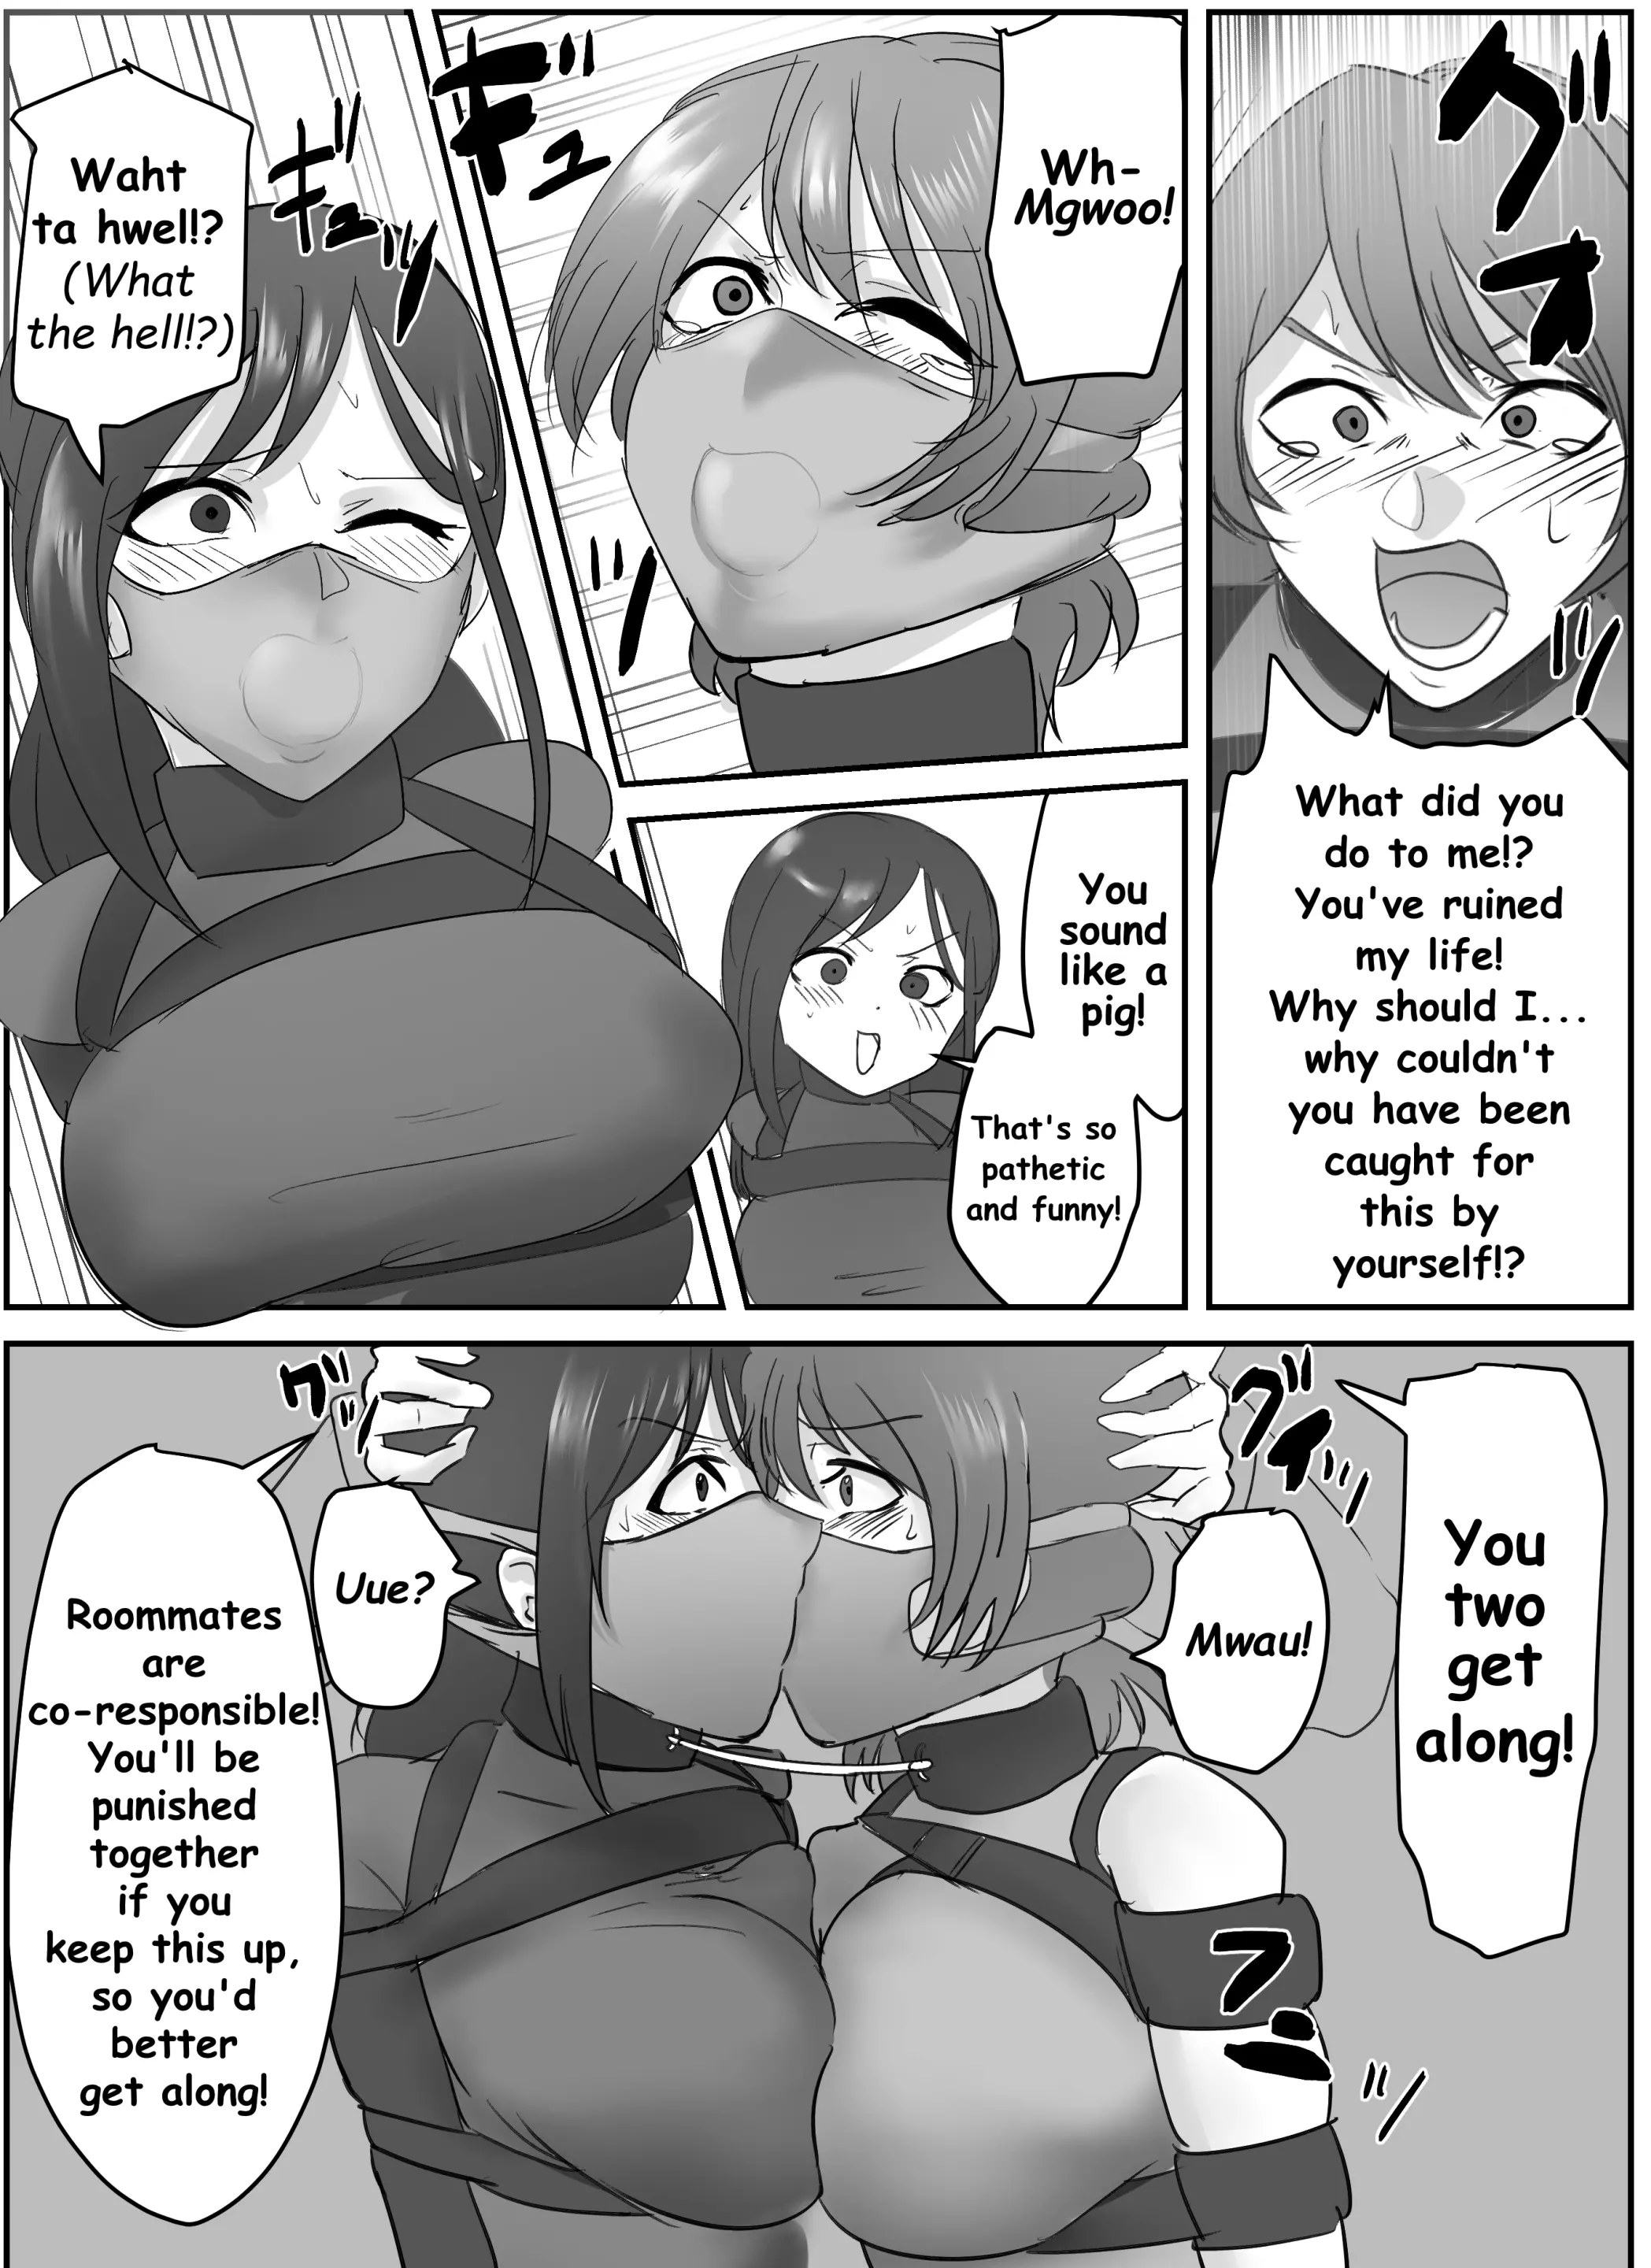 グオッ
What did you
do to me!?
You've ruined
my life!
Why should I...
why couldn't
you have been
caught for
this by
yourself!?
ギュッ
Wh-
Mgwoo!
You
sound
like a
pig!
That's so
pathetic
and funny!
ギュッ
Waht
ta hwel!?
(What
the hell!?)
You
two
get
along!
グイッ
Mwau!
グッ
Uue?
Roommates
are
co-responsible!
You'll be
punished
together
if you
keep this up,
so you'd
better
get along!